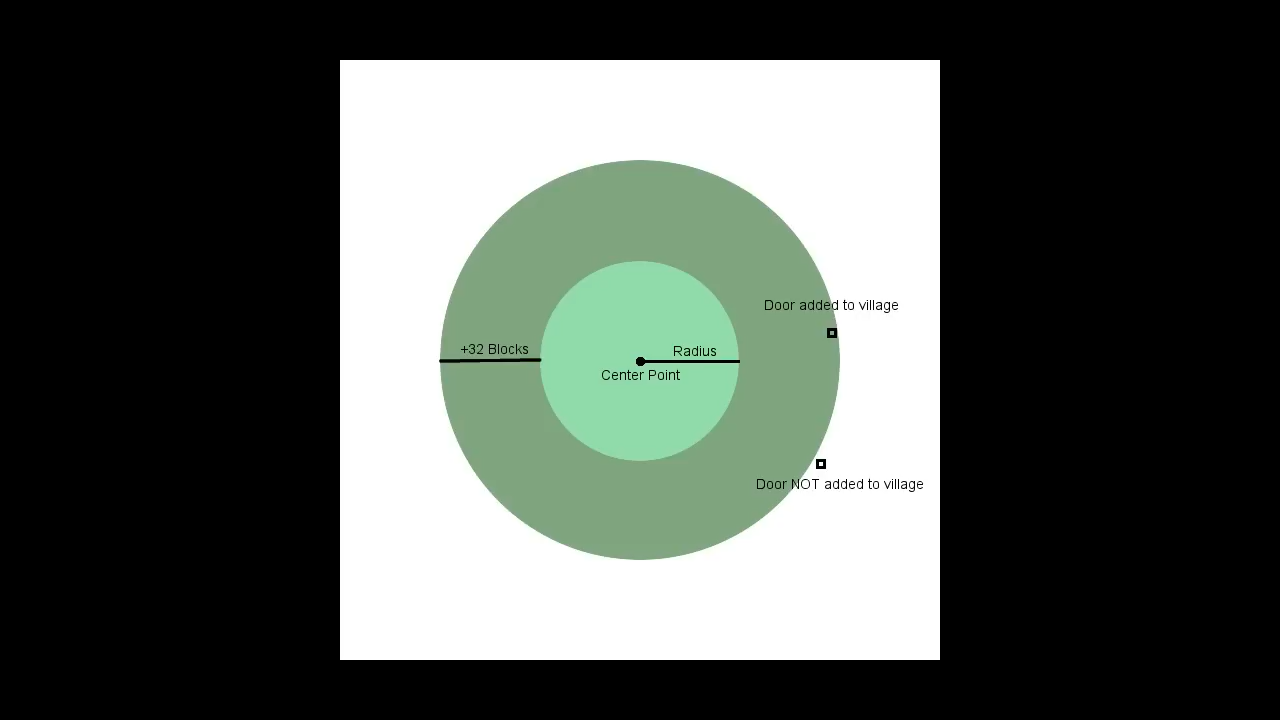 Door added to village
+32 Blocks
Radius
Center Point
Door NOT added to village